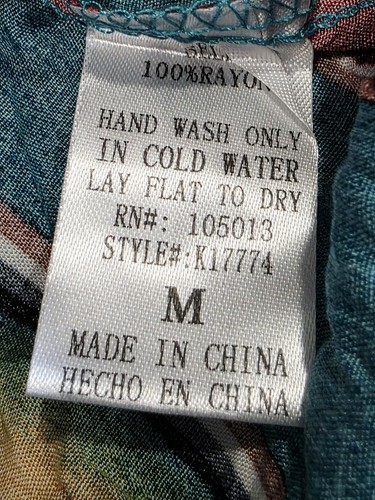 100%RAYON
HAND WASH ONLY
IN COLD WATER
LAY FLAT TO DRY
RN#: 105013
STYLE#:K17774
M
MADE IN CHINA
HECHO EN CHINA